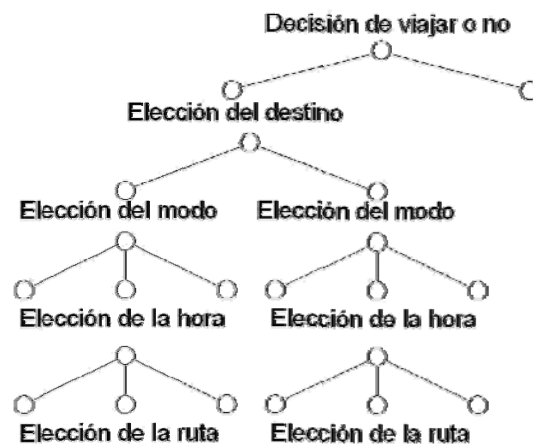 Decisión de viajar o no
Elección del destino
Elección del modo Elección del modo
Elección de la hora Elección de la hora
Elección de la ruta Elección de la ruta